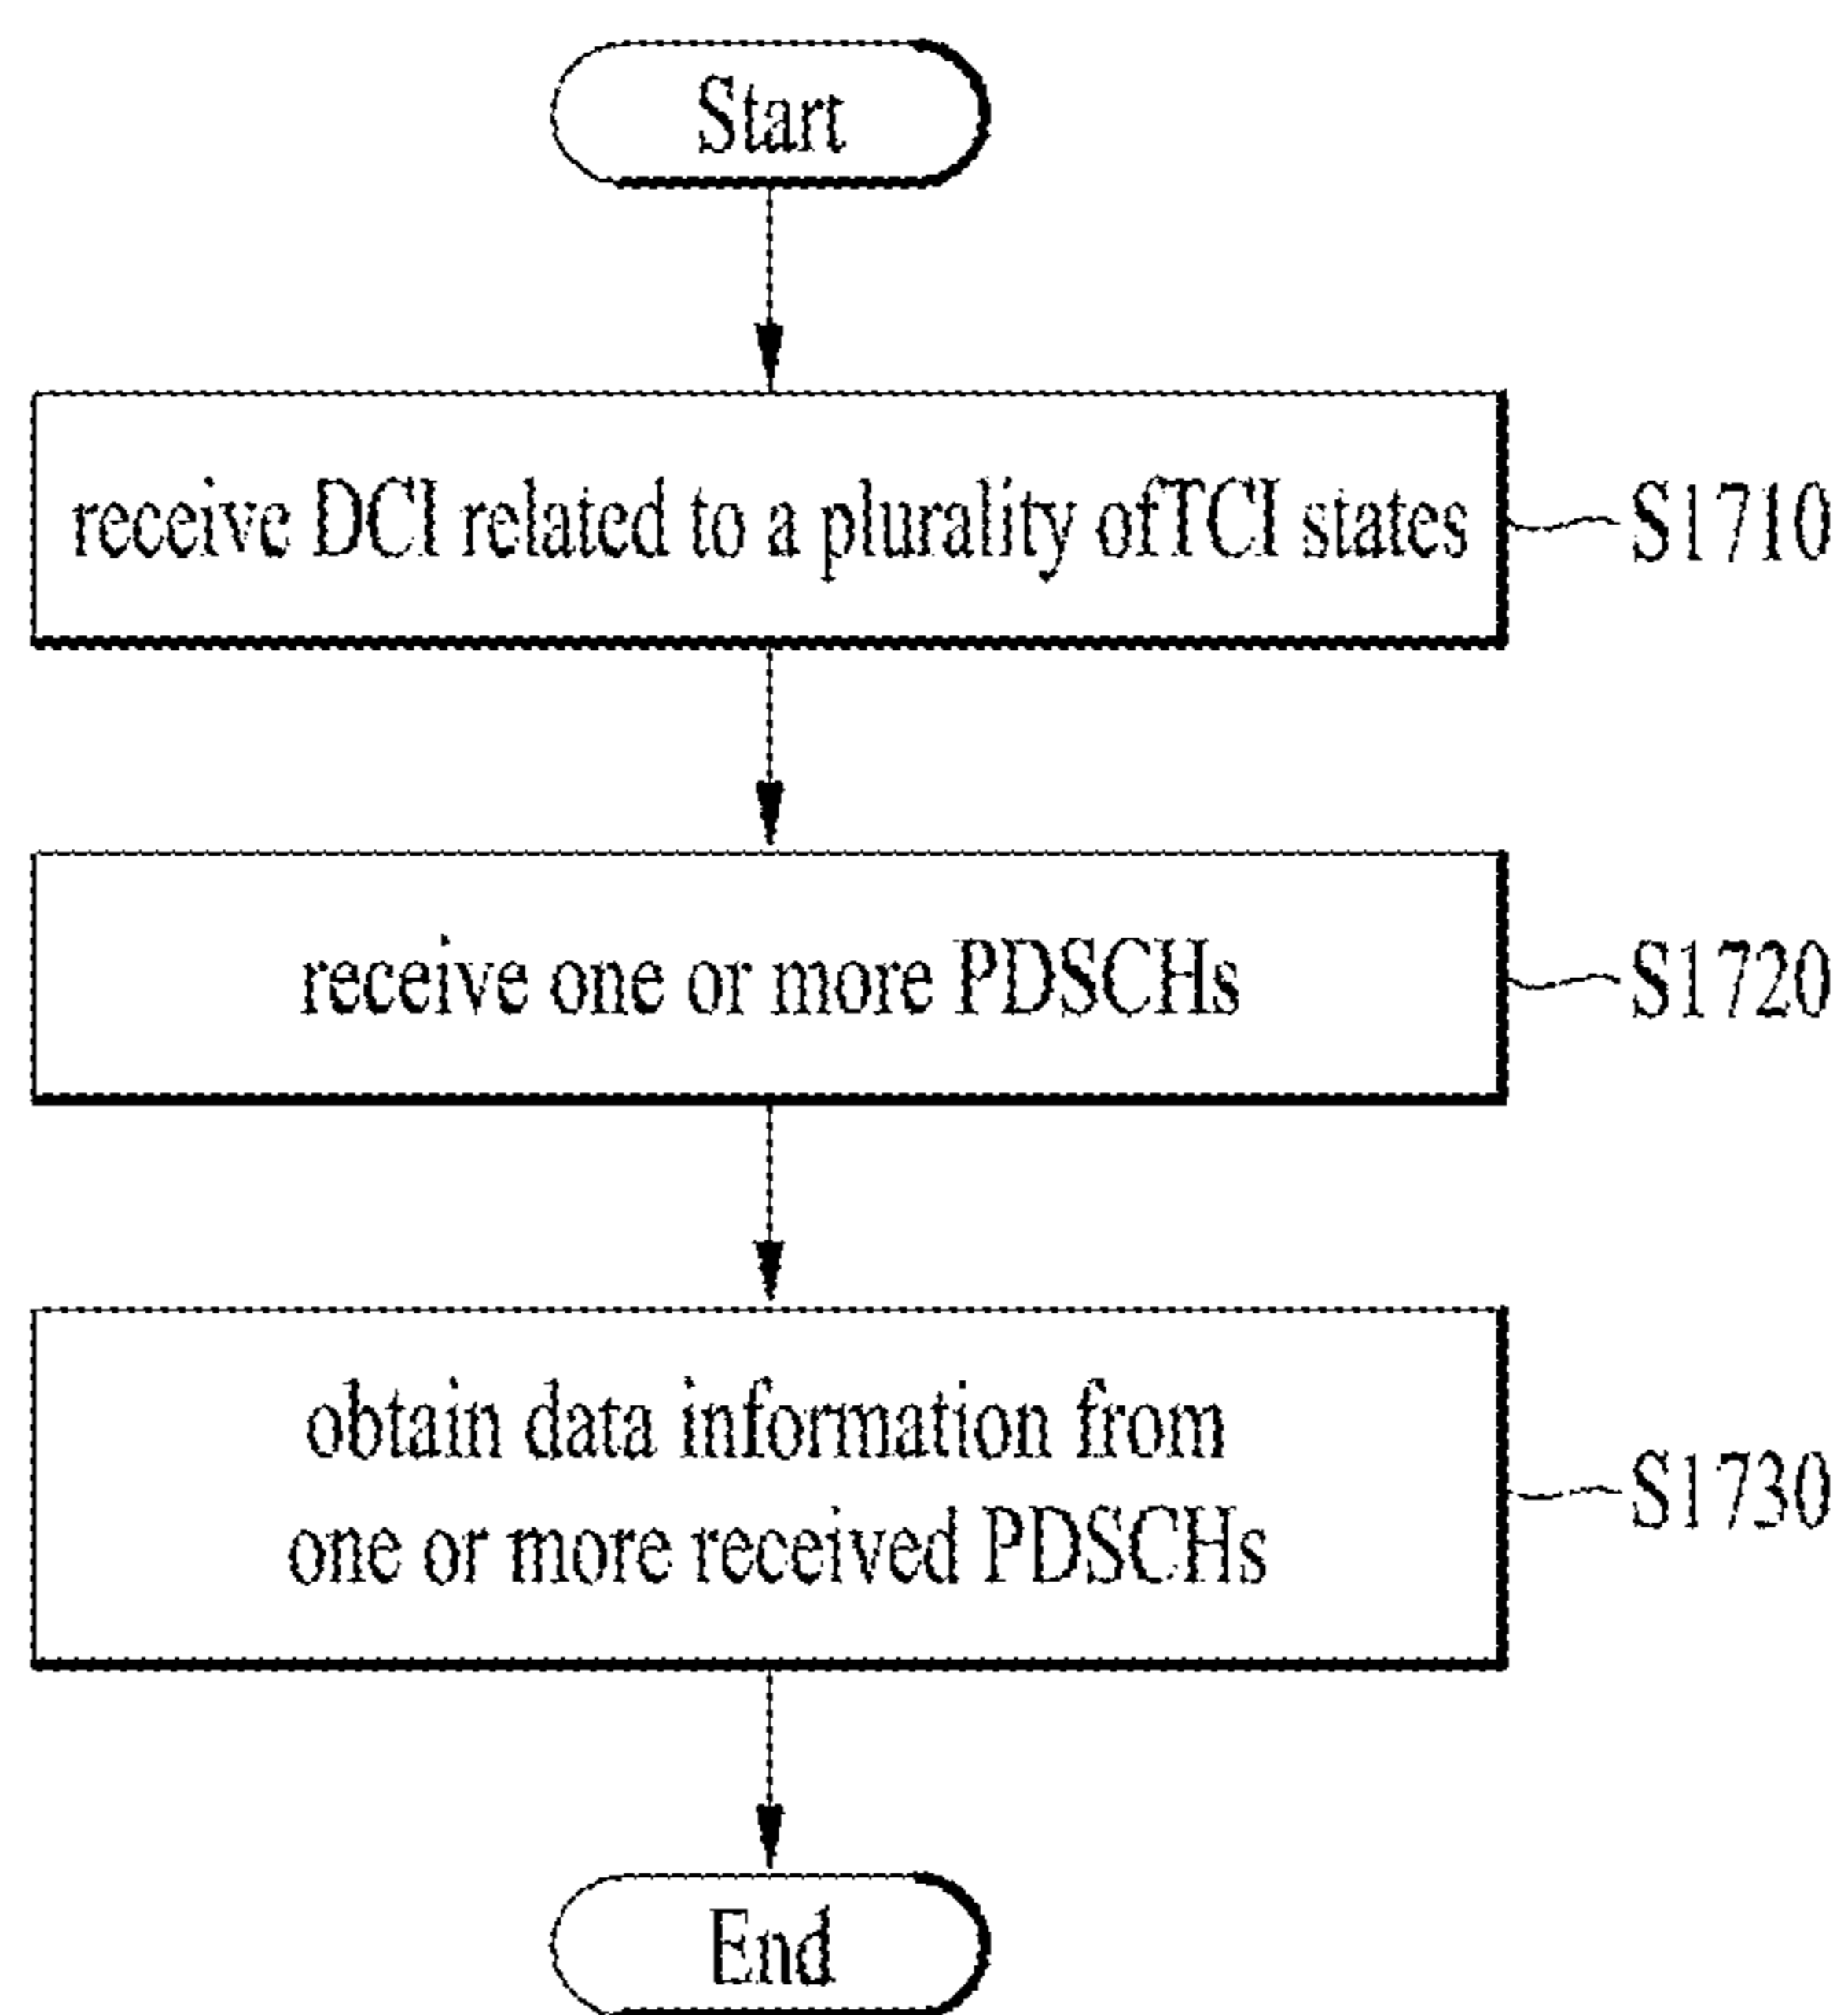 Start
receive DCI related to a plurality ofTCI states
S1710
receive one or more PDSCHs
S1720
obtain data information from
one or more received PDSCHs
S1730
End